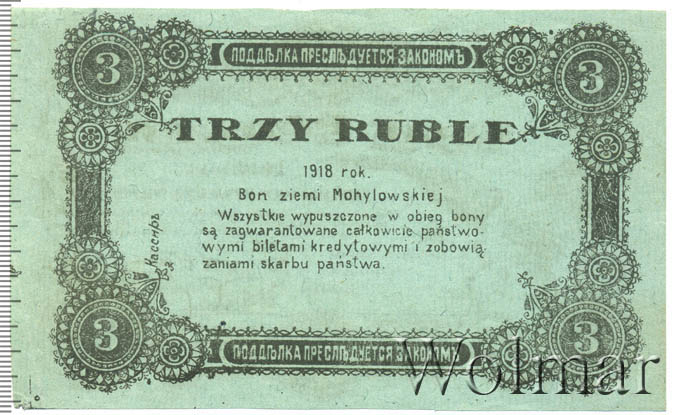 ПОДДѢЛКА ПРЕСЛѢДУЕТСЯ ЗАКОНОМЪ
3 3
TRZY RUBLE
1918 rok.
Bon ziemi Mohylowskiej
Wszystkie wypuszczone w obieg bony
są zagwarantowane całkowicie państwo-
wymi biletami kredytowymi i zobowią-
zaniami skarbu państwa.
Кассиръ
3 3
ПОДДѢЛКА ПРЕСЛѢДУЕТСЯ ЗАКОНОМЪ
Wolmar